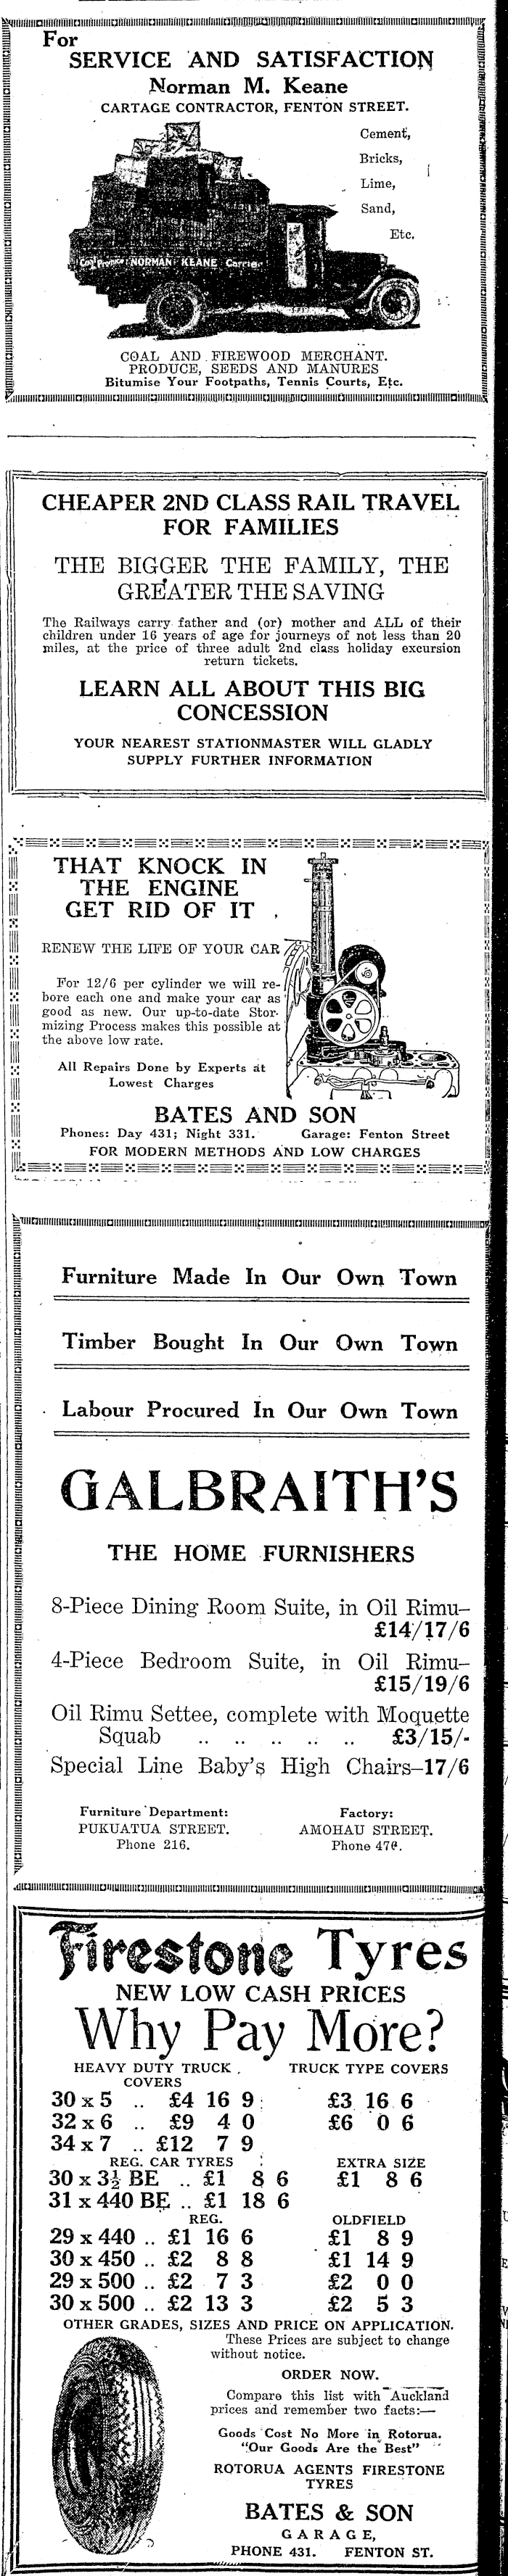 For
SERVICE AND SATISFACTION
Norman M. Keane
CARTAGE CONTRACTOR, FENTON STREET.
Cement,
Bricks,
Lime,
Sand,
Etc.
NORMAN KEANE Carrier
COAL AND FIREWOOD MERCHANT.
PRODUCE, SEEDS AND MANURES
Bitumise Your Footpaths, Tennis Courts, Etc.
CHEAPER 2ND CLASS RAIL TRAVEL
FOR FAMILIES
THE BIGGER THE FAMILY, THE
GREATER THE SAVING
The Railways carry father and (or) mother and ALL of their
children under 16 years of age for journeys of not less than 20
miles, at the price of three adult 2nd class holiday excursion
return tickets.
LEARN ALL ABOUT THIS BIG
CONCESSION
YOUR NEAREST STATIONMASTER WILL GLADLY
SUPPLY FURTHER INFORMATION
THAT KNOCK IN
THE ENGINE
GET RID OF IT
RENEW THE LIFE OF YOUR CAR
For 12/6 per cylinder we will re-
bore each one and make your car as
good as new. Our up-to-date Stor-
mizing Process makes this possible at
the above low rate.
All Repairs Done by Experts at
Lowest Charges
BATES AND SON
Phones: Day 431; Night 331. Garage: Fenton Street
FOR MODERN METHODS AND LOW CHARGES
Furniture Made In Our Own Town
Timber Bought In Our Own Town
Labour Procured In Our Own Town
GALBRAITH'S
THE HOME FURNISHERS
8-Piece Dining Room Suite, in Oil Rimu—
£14/17/6
4-Piece Bedroom Suite, in Oil Rimu—
£15/19/6
Oil Rimu Settee, complete with Moquette
Squab .. .. .. .. .. £3/15/-
Special Line Baby's High Chairs—17/6
Furniture Department:
PUKUATUA STREET.
Phone 216.
Factory:
AMOHAU STREET.
Phone
Firestone Tyres
NEW LOW CASH PRICES
Why Pay More?
HEAVY DUTY TRUCK COVERS
TRUCK TYPE COVERS
30 x 5 .. £4 16 9 £3 16 6
32 x 6 .. £9 4 0 £6 0 6
34 x 7 .. £12 7 9
REG. CAR TYRES EXTRA SIZE
30 x 3½ BE .. £1 8 6 £1 8 6
31 x 440 BE .. £1 18 6
REG. OLDFIELD
29 x 440 .. £1 16 6 £1 8 9
30 x 450 .. £2 8 8 £1 14 9
29 x 500 .. £2 7 3 £2 0 0
30 x 500 .. £2 13 3 £2 5 3
OTHER GRADES, SIZES AND PRICE ON APPLICATION.
These Prices are subject to change
without notice.
ORDER NOW.
Compare this list with Auckland
prices and remember two facts:—
Goods Cost No More in Rotorua.
"Our Goods Are the Best"
ROTORUA AGENTS FIRESTONE
TYRES
BATES & SON
GARAGE,
PHONE 431. FENTON ST.